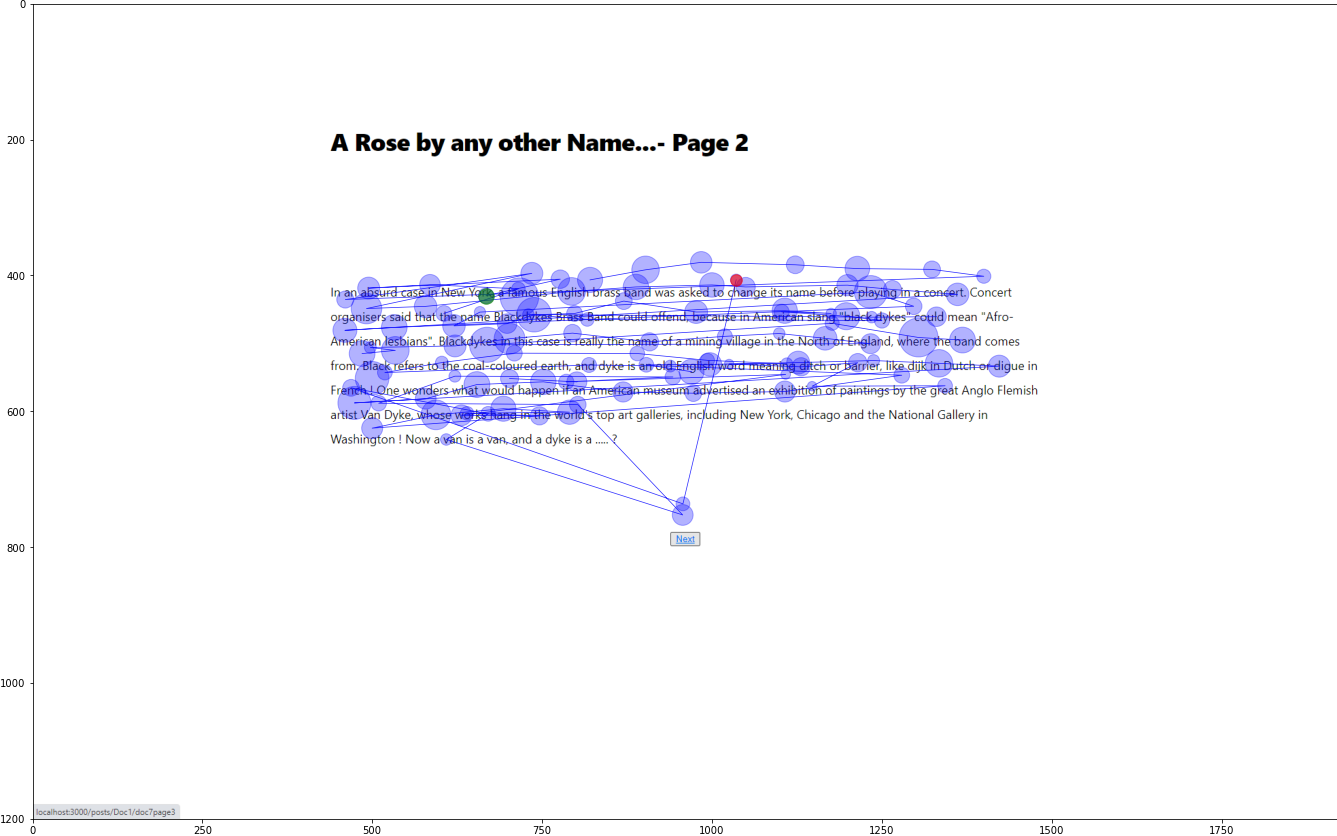 0
200
A Rose by any other Name...- Page 2
400
In an absurd case in New York, a famous English brass band was asked to change its name before playing in a concert. Concert
organisers said that the name Blackdykes Brass Band could offend, because in American slang, "black dykes" could mean "Afro-
American lesbians". Blackdykes in this case is really the name of a mining village in the North of England, where the band comes
from. Black refers to the coal-coloured earth, and dyke is an old English word meaning ditch or barrier, like dijk in Dutch or digue in
French ! One wonders what would happen if an American museum advertised an exhibition of paintings by the great Anglo Flemish
600
artist Van Dyke, whose works hang in the world's top art galleries, including New York, Chicago and the National Gallery in
Washington ! Now a van is a van, and a dyke is a ..... ?
Next
800
1000
localhost:3000/posts/Doc1/doc7page3
1200
0 250 500 750 1000 1250 1500 1750